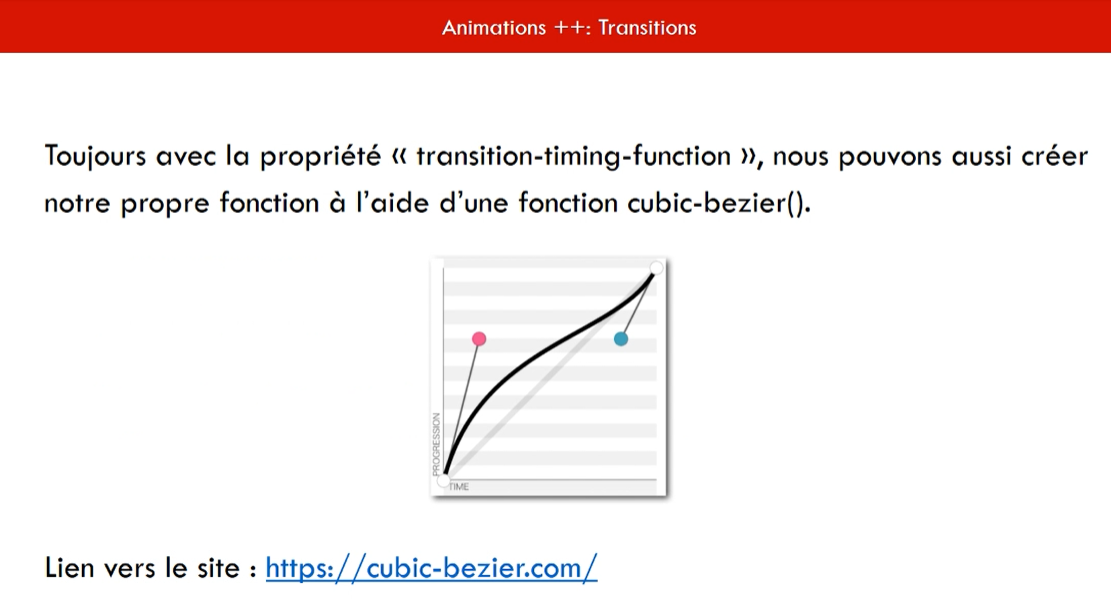 Animations ++: Transitions
Toujours avec la propriété « transition-timing-function », nous pouvons aussi créer
notre propre fonction à l'aide d'une fonction cubic-bezier().
PROGRESSION
TIME
Lien vers le site : https://cubic-bezier.com/